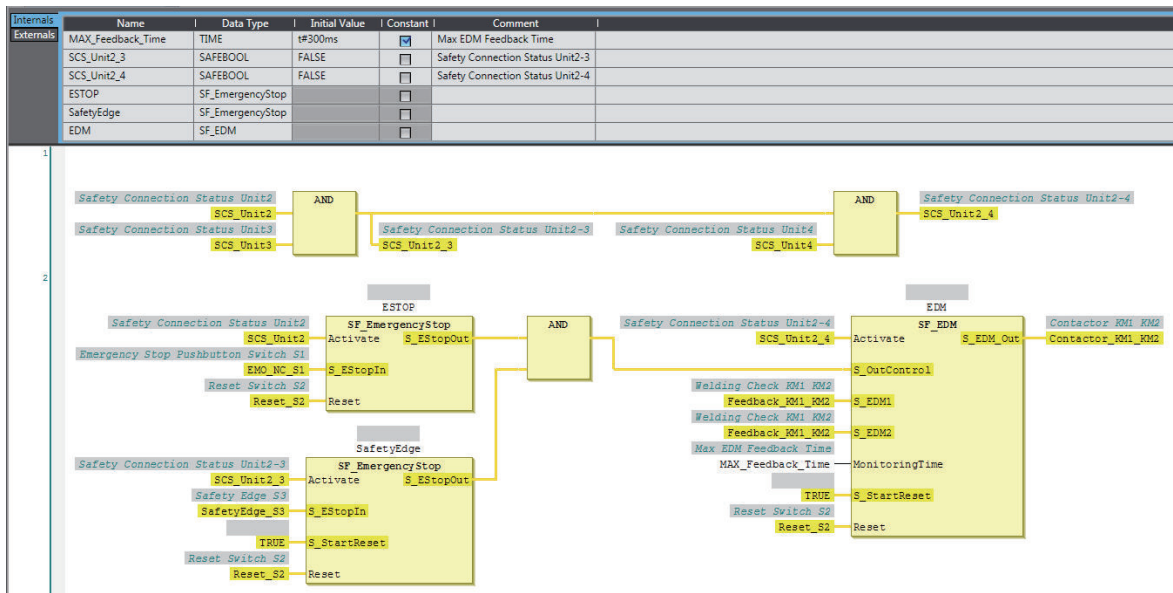 Internals
Externals
Name Data Type Initial Value Constant Comment
MAX_Feedback_Time TIME t#300ms Max EDM Feedback Time
SCS_Unit2_3 SAFEBOOL FALSE Safety Connection Status Unit2-3
SCS_Unit2_4 SAFEBOOL FALSE Safety Connection Status Unit2-4
ESTOP SF_EmergencyStop
SafetyEdge SF_EmergencyStop
EDM SF_EDM
1
Safety Connection Status Unit2 AND AND Safety Connection Status Unit2-4
SCS_Unit2 SCS_Unit2_4
Safety Connection Status Unit3 Safety Connection Status Unit2-3 Safety Connection Status Unit4
SCS_Unit3 SCS_Unit2_3 SCS_Unit4
2
ESTOP EDM
Safety Connection Status Unit2 SF_EmergencyStop AND Safety Connection Status Unit2-4 SF_EDM Contactor KM1 KM2
SCS_Unit2 Activate S_EStopOut SCS_Unit2_4 Activate S_EDM_Out Contactor_KM1_KM2
Emergency Stop Pushbutton Switch S1
EMO_NC_S1 S_EStopIn S_OutControl
Reset Switch S2 Welding Check KM1 KM2
Reset_S2 Reset Feedback_KM1_KM2 S_EDM1
Welding Check KM1 KM2
Feedback_KM1_KM2 S_EDM2
SafetyEdge Max EDM Feedback Time
Safety Connection Status Unit2-3 SF_EmergencyStop MAX_Feedback_Time MonitoringTime
SCS_Unit2_3 Activate S_EStopOut
Safety Edge S3 TRUE S_StartReset
SafetyEdge_S3 S_EStopIn Reset Switch S2
Reset_S2 Reset
TRUE S_StartReset
Reset Switch S2
Reset_S2 Reset